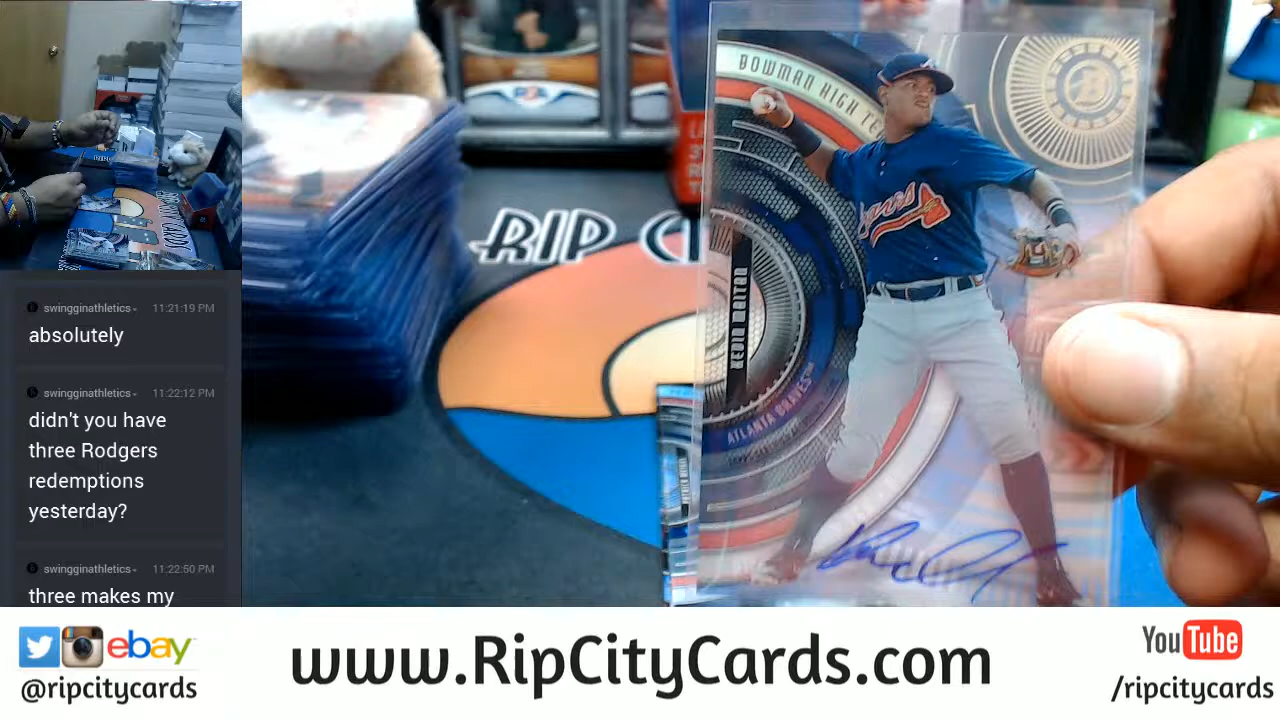 swingginathletics
11:21:19 PM
absolutely
swingginathletics
11:22:12 PM
didn't you have
three Rodgers
redemptions
yesterday?
swingginathletics
11:22:50 PM
three makes my
RIP C
BOWMAN HIGH TE
KEVIN MAITAN
ATLANTA BRAVES™
Braves
B
ebay
@ripcitycards
www.RipCityCards.com
YouTube
/ripcitycards